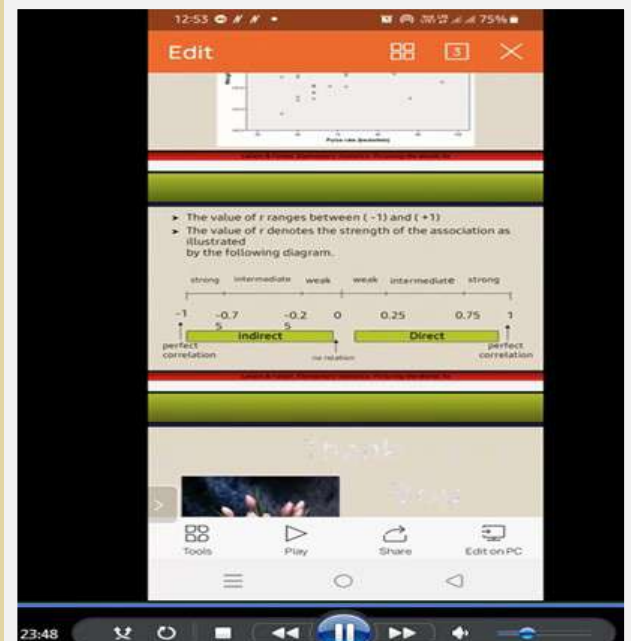 12:53
75%
Edit
3
Pulse rate (beats/min)
➤ The value of r ranges between ( -1) and ( +1)
➤ The value of r denotes the strength of the association as
illustrated
by the following diagram.
strong intermediate weak weak intermediate strong
-1 -0.7 -0.2 0 0.25 0.75 1
5 5
indirect Direct
perfect
correlation
no relation
perfect
correlation
Thank
Tools Play Share Edit on PC
23:48